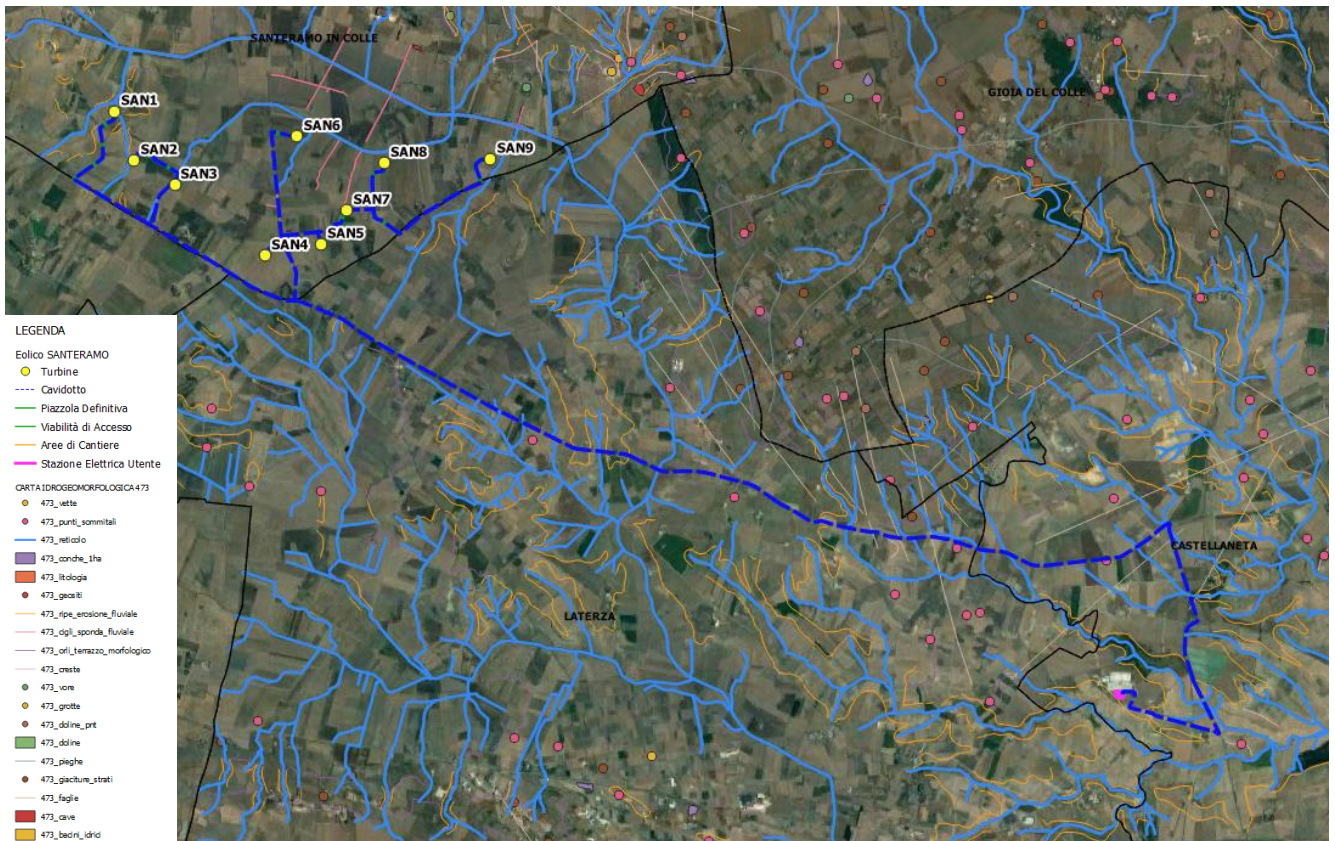 SANTERAMO IN COLLE
GIOIA DEL COLLE
SAN1
SAN6
SAN2
SAN8
SAN9
SAN3
SAN7
SAN4
SAN5
LEGENDA
Eolico SANTERAMO
Turbine
Cavidotto
Piazzola Definitiva
Viabilità di Accesso
Aree di Cantiere
Stazione Elettrica Utente
CARTA IDROGEOMORFOLOGICA 473
473_vette
473_punti_sommitali
473_reticolo
473_conche_1ha
473_litologia
473_geositi
473_ripe_erosione_fluviale
473_cigli_sponda_fluviale
473_orli_terrazzo_morfologico
473_creste
473_vore
473_grotte
473_doline_pnt
473_doline
473_pieghe
473_giaciture_strati
473_faglie
473_cave
473_bacini_idrici
CASTELLANETA
LATERZA